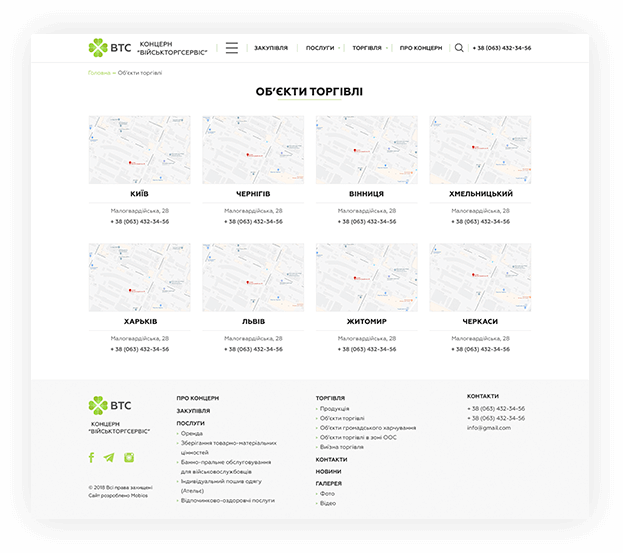 ВТС
КОНЦЕРН
"ВІЙСЬКТОРГСЕРВІС"
ЗАКУПІВЛЯ
ПОСЛУГИ
ТОРГІВЛЯ
ПРО КОНЦЕРН
+ 38 (063) 432-34-56
Головна — Об'єкти торгівлі
ОБ'ЄКТИ ТОРГІВЛІ
КИЇВ
ЧЕРНІГІВ
ВІННИЦЯ
ХМЕЛЬНИЦЬКИЙ
Малогвардійська, 28
Малогвардійська, 28
Малогвардійська, 28
Малогвардійська, 28
+ 38 (063) 432-34-56
+ 38 (063) 432-34-56
+ 38 (063) 432-34-56
+ 38 (063) 432-34-56
ХАРЬКІВ
ЛЬВІВ
ЖИТОМИР
ЧЕРКАСИ
Малогвардійська, 28
Малогвардійська, 28
Малогвардійська, 28
Малогвардійська, 28
+ 38 (063) 432-34-56
+ 38 (063) 432-34-56
+ 38 (063) 432-34-56
+ 38 (063) 432-34-56
ВТС
КОНЦЕРН
"ВІЙСЬКТОРГСЕРВІС"
© 2018 Всі права захищені
Сайт розроблено Mobios
ПРО КОНЦЕРН
ЗАКУПІВЛЯ
ПОСЛУГИ
Оренда
Зберігання товарно-матеріальних
цінностей
Банно-пральне обслуговування
для військовослужбовців
Індивідуальний пошив одягу
(Ательє)
Відпочинково-оздоровчі послуги
ТОРГІВЛЯ
Продукція
Об'єкти торгівлі
Об'єкти громадського харчування
Об'єкти торгівлі в зоні ООС
Виїзна торгівля
КОНТАКТИ
НОВИНИ
ГАЛЕРЕЯ
Фото
Відео
КОНТАКТИ
+ 38 (063) 432-34-56
+ 38 (063) 432-34-56
info@gmail.com